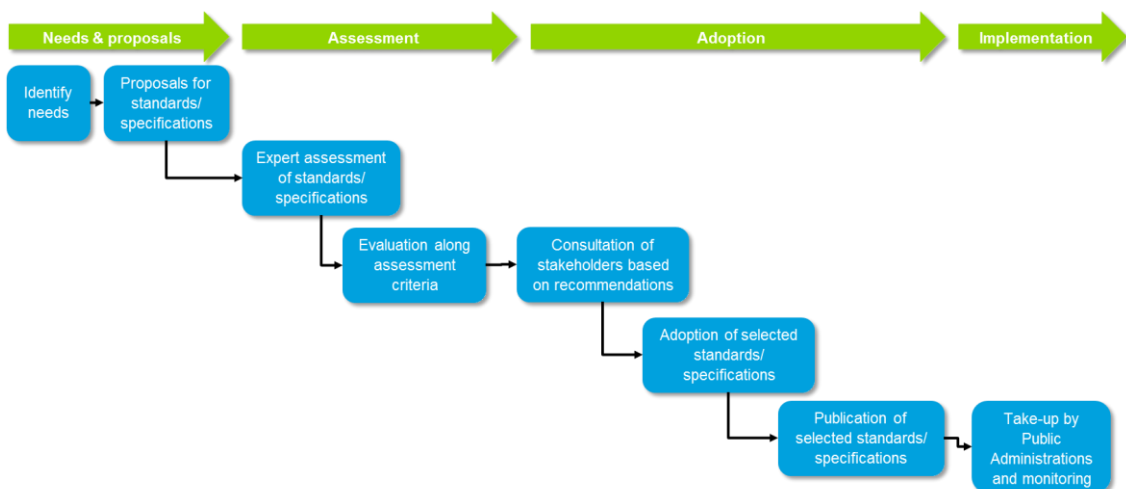 Needs & proposals
Assessment
Adoption
Implementation
Identify
needs
Proposals for
standards/
specifications
Expert assessment
of standards/
specifications
Evaluation along
assessment
criteria
Consultation of
stakeholders based
on recommendations
Adoption of selected
standards/
specifications
Publication of
selected standards/
specifications
Take-up by
Public
Administrations
and monitoring